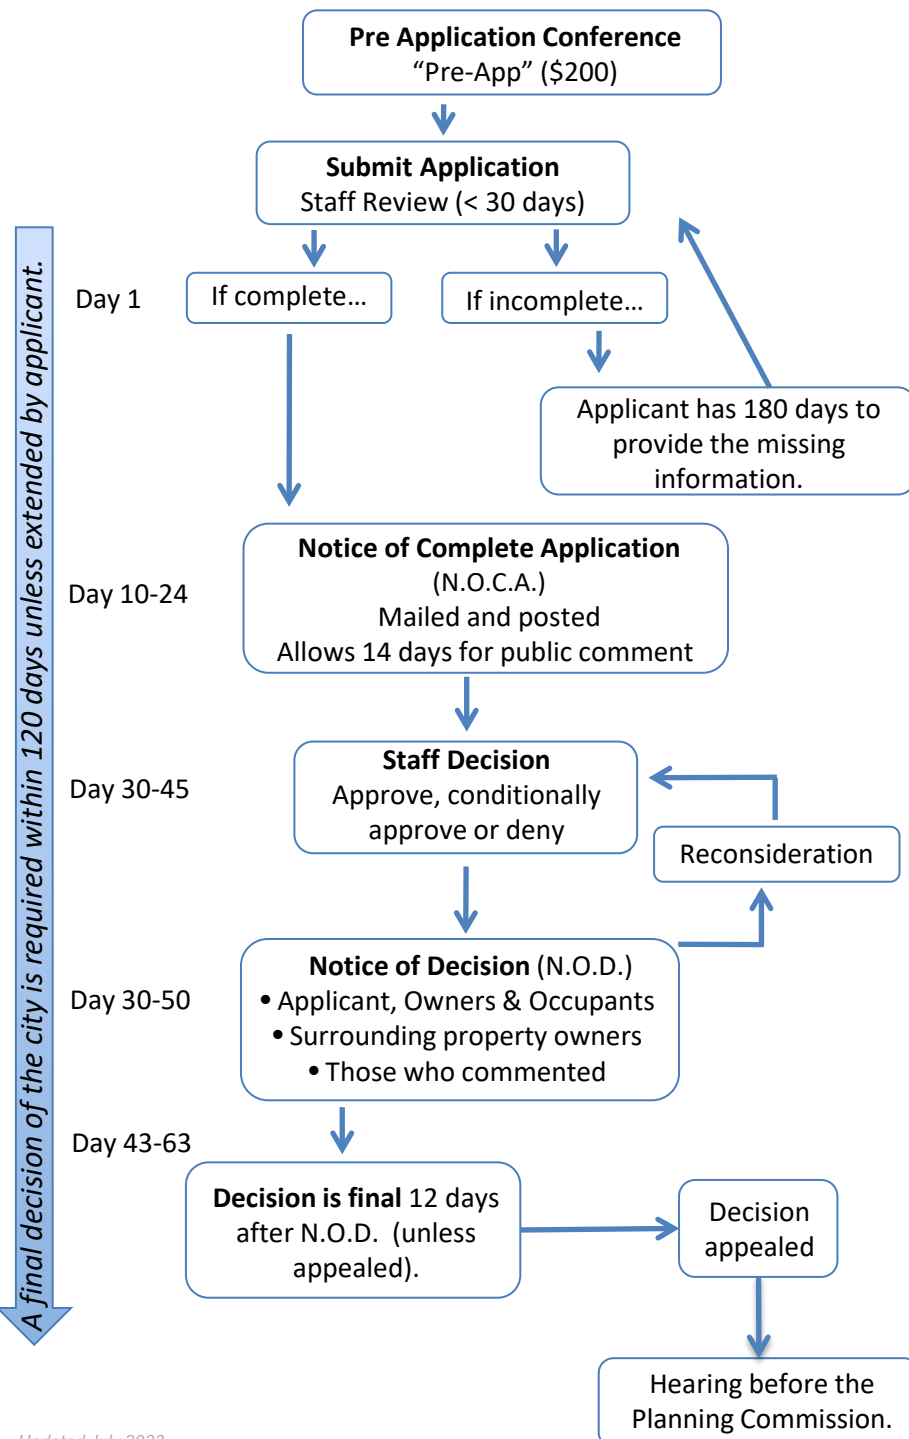 Pre Application Conference
“Pre-App” ($200)
Submit Application
Staff Review (< 30 days)
A final decision of the city is required within 120 days unless extended by applicant.
Day 1
If complete…
If incomplete…
Applicant has 180 days to
provide the missing
information.
Notice of Complete Application
(N.O.C.A.)
Mailed and posted
Allows 14 days for public comment
Day 10-24
Staff Decision
Approve, conditionally
approve or deny
Day 30-45
Reconsideration
Notice of Decision (N.O.D.)
• Applicant, Owners & Occupants
• Surrounding property owners
• Those who commented
Day 30-50
Day 43-63
Decision is final 12 days
after N.O.D. (unless
appealed).
Decision
appealed
Hearing before the
Planning Commission.
Updated July